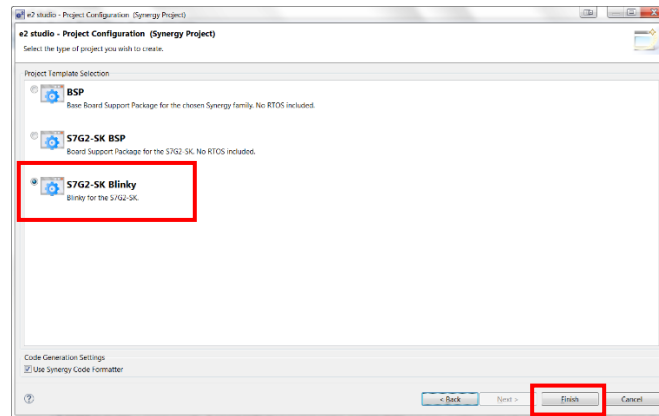 e2 studio - Project Configuration (Synergy Project)
e2 studio - Project Configuration (Synergy Project)
Select the type of project you wish to create.
Project Template Selection
BSP
Base Board Support Package for the chosen Synergy family. No RTOS included.
S7G2-SK BSP
Board Support Package for the S7G2-SK. No RTOS included.
S7G2-SK Blinky
Blinky for the S7G2-SK.
Code Generation Settings
Use Synergy Code Formatter
< Back Next > Finish Cancel